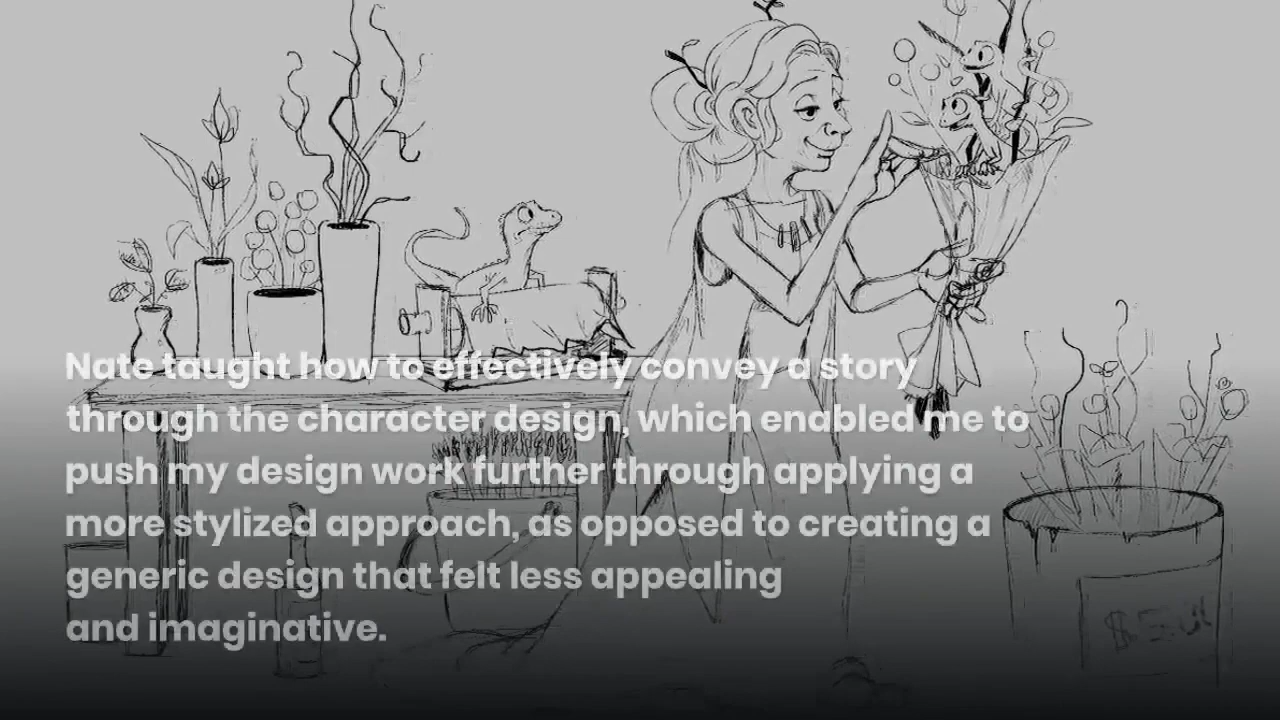 Nate taught how to effectively convey a story
through the character design, which enabled me to
push my design work further through applying a
more stylized approach, as opposed to creating a
generic design that felt less appealing
and imaginative.